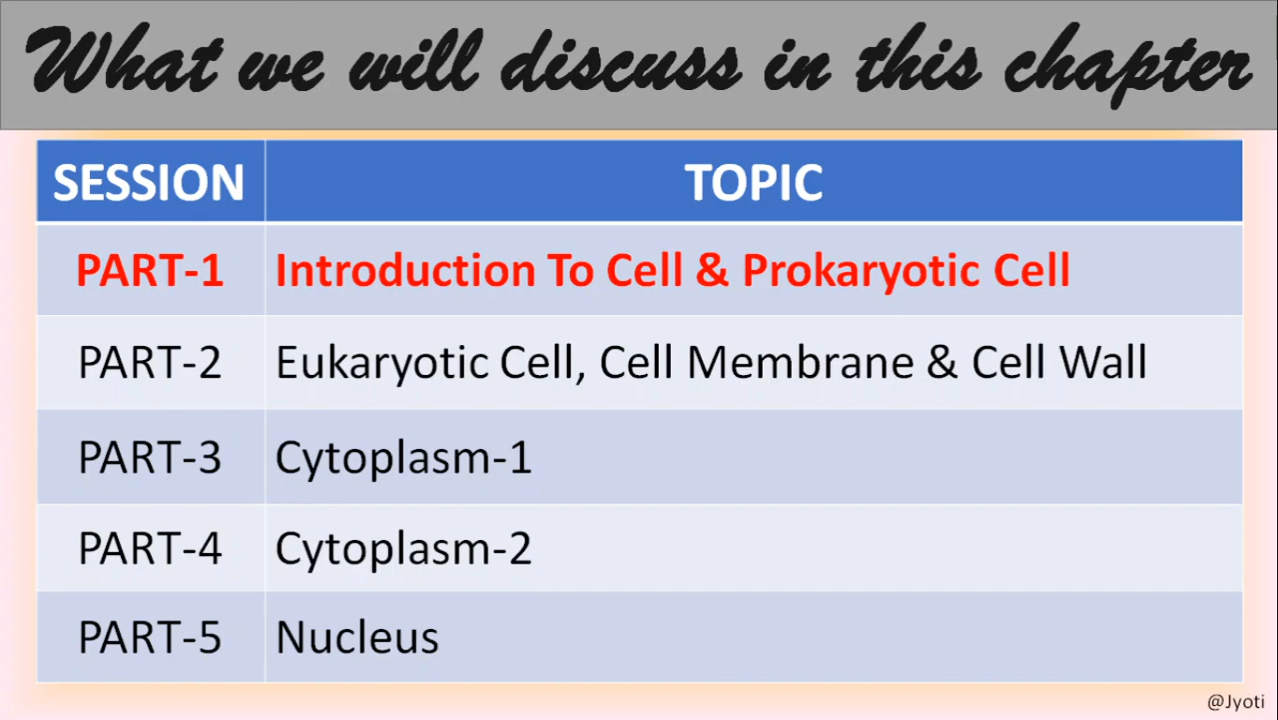 What we will discuss in this chapter
SESSION TOPIC
PART-1 Introduction To Cell & Prokaryotic Cell
PART-2 Eukaryotic Cell, Cell Membrane & Cell Wall
PART-3 Cytoplasm-1
PART-4 Cytoplasm-2
PART-5 Nucleus
@Jyoti